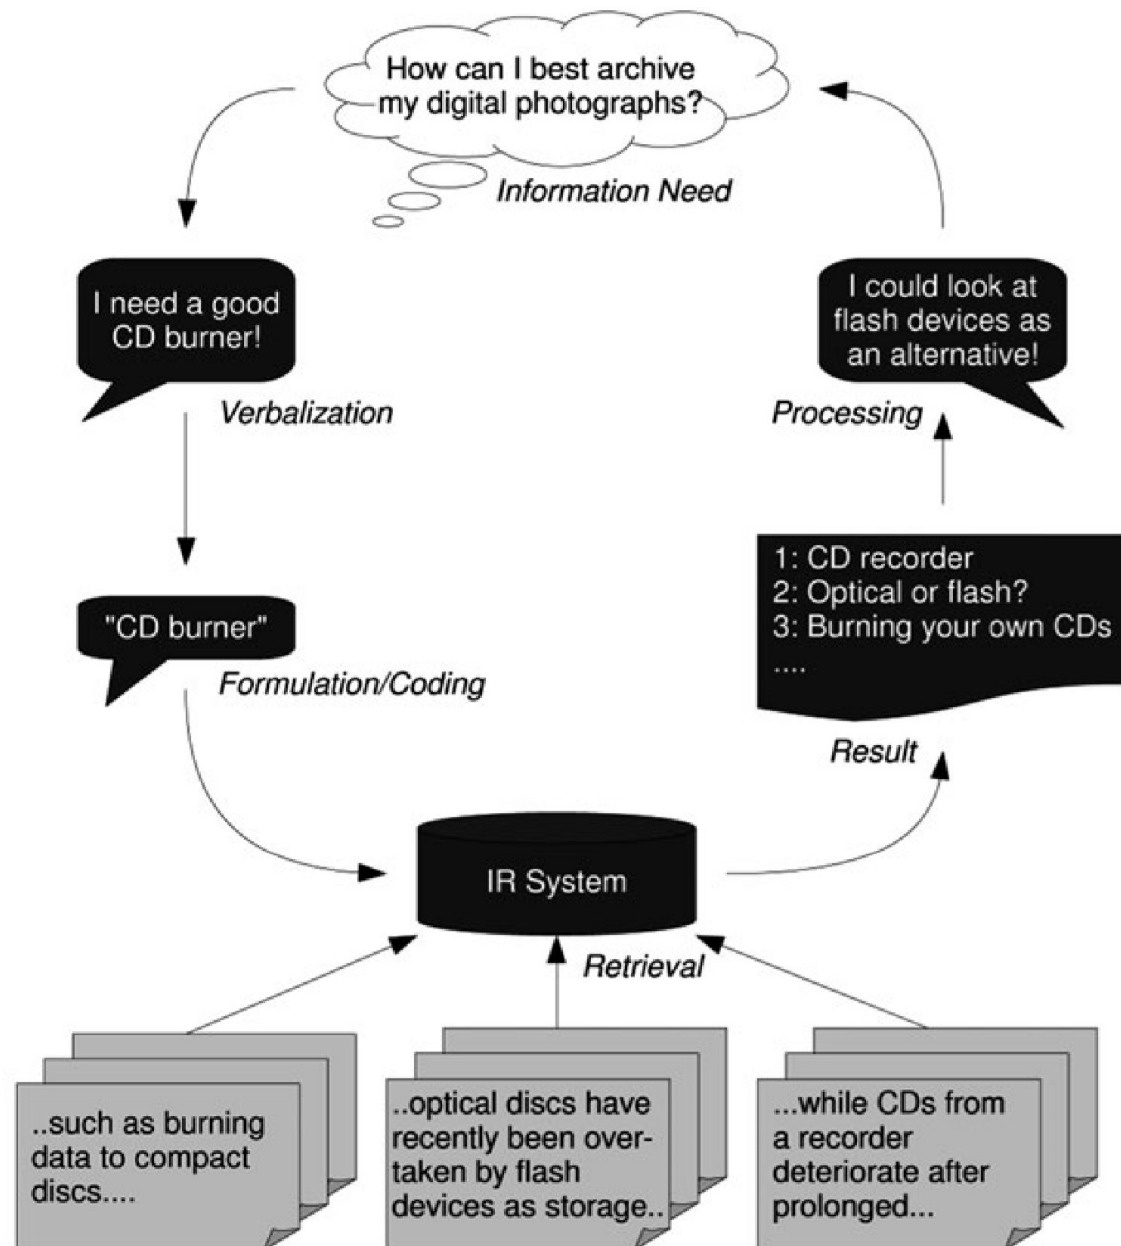 How can I best archive
my digital photographs?
Information Need
I need a good
CD burner!
Verbalization
"CD burner"
Formulation/Coding
IR System
Retrieval
..such as burning
data to compact
discs....
..optical discs have
recently been over-
taken by flash
devices as storage..
...while CDs from
a recorder
deteriorate after
prolonged...
1: CD recorder
2: Optical or flash?
3: Burning your own CDs
....
Result
I could look at
flash devices as
an alternative!
Processing